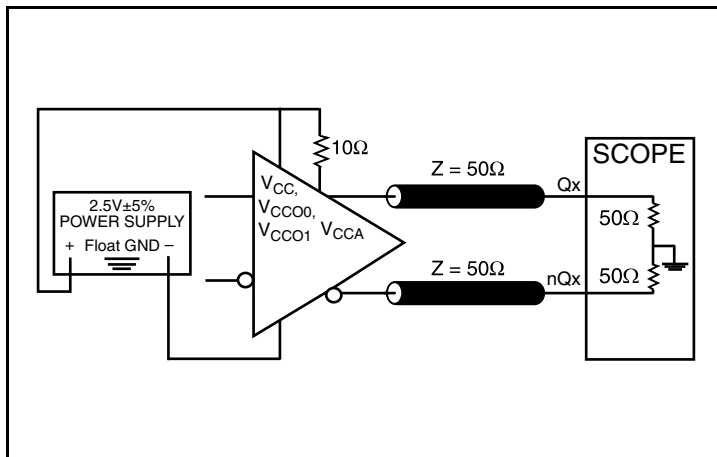 10Ω
Z = 50Ω
Qx
SCOPE
2.5V±5%
POWER SUPPLY
+ Float GND –
VCC,
VCCO0,
VCCO1 VCCA
50Ω
50Ω
Z = 50Ω
nQx